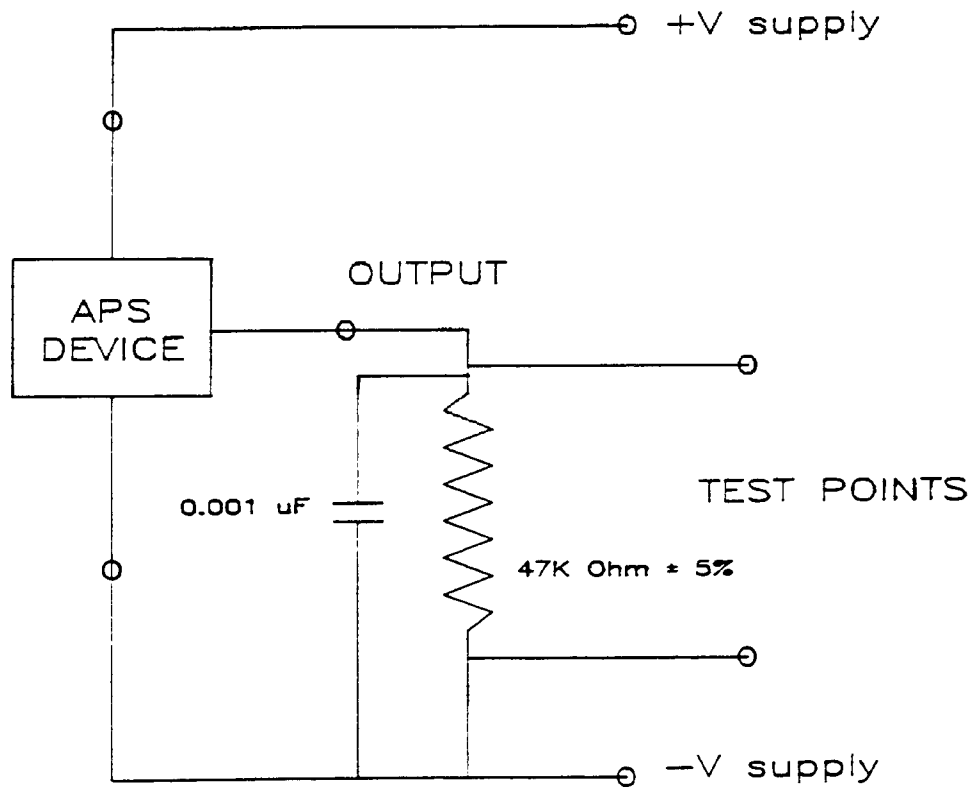 +V supply
OUTPUT
APS
DEVICE
0.001 uF
TEST POINTS
47K Ohm ± 5%
-V supply